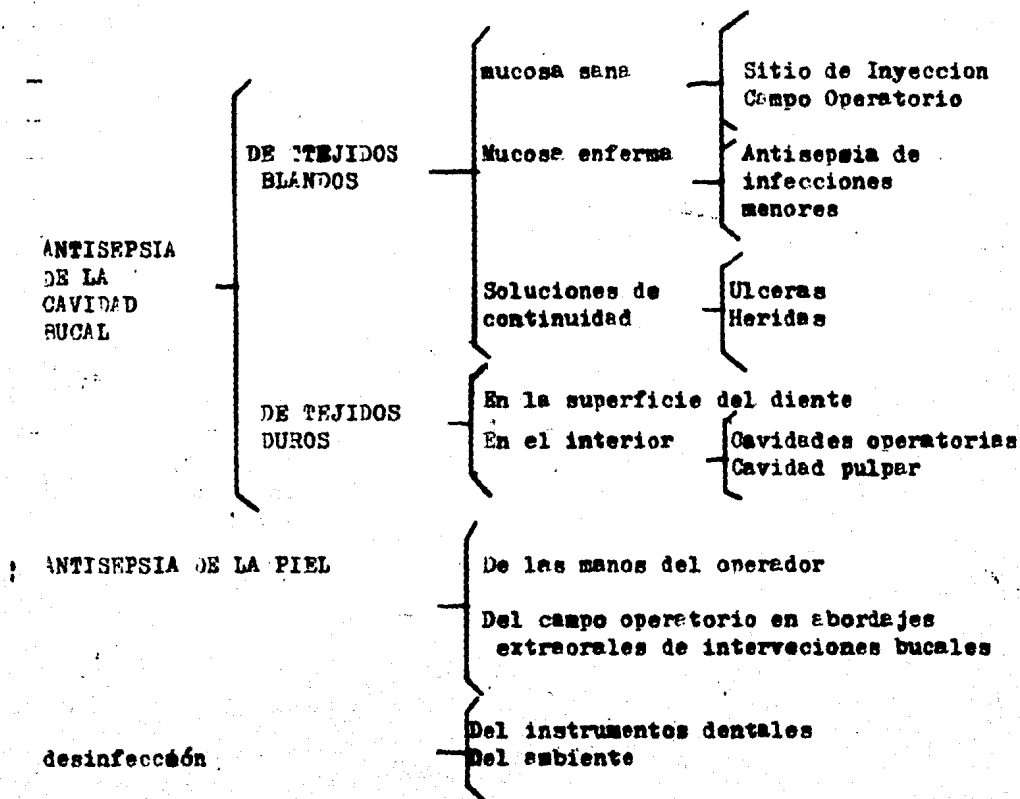 mucosa sana
Sitio de Inyeccion
Campo Operatorio
DE TEJIDOS
BLANDOS
Mucosa enferma
Antisepsia de
infecciones
menores
ANTISEPSIA
DE LA
CAVIDAD
BUCAL
Soluciones de
continuidad
Ulceras
Heridas
DE TEJIDOS
DUROS
En la superficie del diente
En el interior
Cavidades operatorias
Cavidad pulpar
ANTISEPSIA DE LA PIEL
De las manos del operador
Del campo operatorio en abordajes
extraorales de interveciones bucales
desinfección
Del instrumentos dentales
Del ambiente